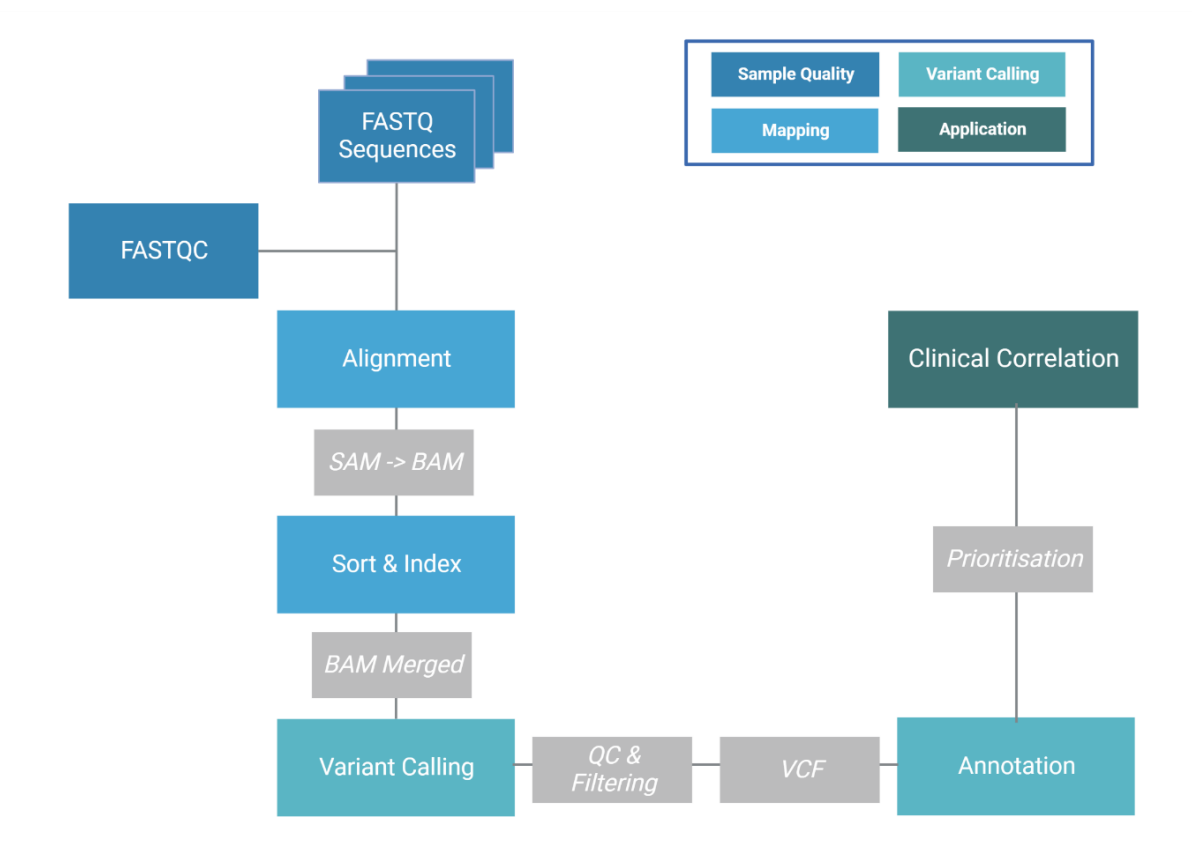 Sample Quality
Variant Calling
Mapping
Application
FASTQ
Sequences
FASTQC
Alignment
Clinical Correlation
SAM -> BAM
Sort & Index
Prioritisation
BAM Merged
Variant Calling
QC &
Filtering
VCF
Annotation